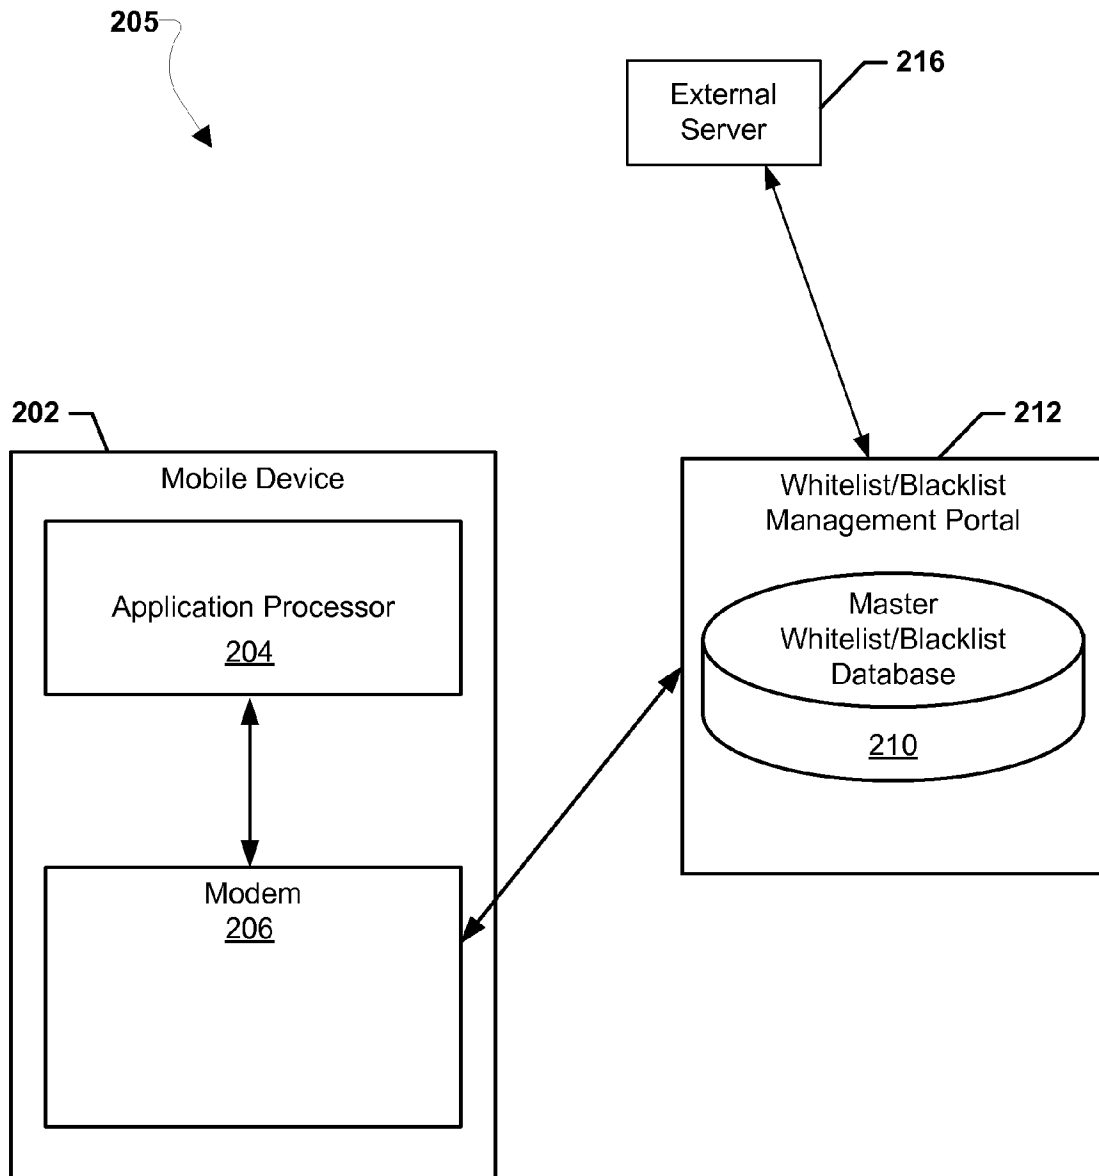 205
216
External
Server
202
212
Mobile Device
Whitelist/Blacklist
Management Portal
Application Processor
204
Master
Whitelist/Blacklist
Database
210
Modem
206